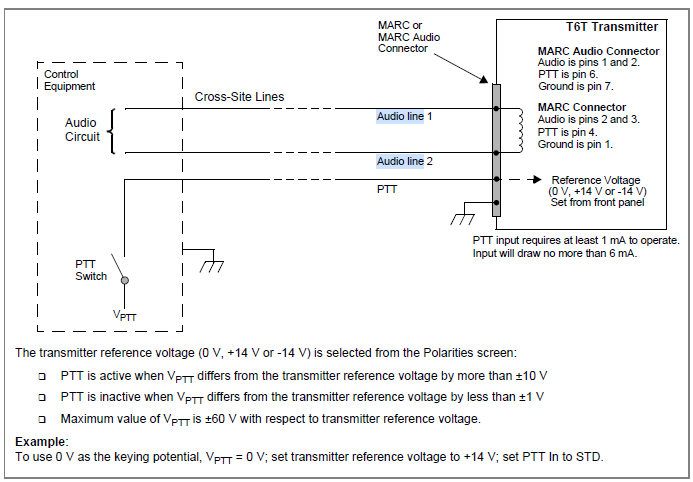 MARC or
MARC Audio
Connector
T6T Transmitter
MARC Audio Connector
Audio is pins 1 and 2.
PTT is pin 6.
Ground is pin 7.
MARC Connector
Audio is pins 2 and 3.
PTT is pin 4.
Ground is pin 1.
Control
Equipment
Cross-Site Lines
Audio
Circuit
Audio line 1
Audio line 2
PTT
Reference Voltage
(0 V, +14 V or -14 V)
Set from front panel
PTT input requires at least 1 mA to operate.
Input will draw no more than 6 mA.
PTT
Switch
VPTT
The transmitter reference voltage (0 V, +14 V or -14 V) is selected from the Polarities screen:
❑ PTT is active when VPTT differs from the transmitter reference voltage by more than ±10 V
❑ PTT is inactive when VPTT differs from the transmitter reference voltage by less than ±1 V
❑ Maximum value of VPTT is ±60 V with respect to transmitter reference voltage.
Example:
To use 0 V as the keying potential, VPTT = 0 V; set transmitter reference voltage to +14 V; set PTT In to STD.